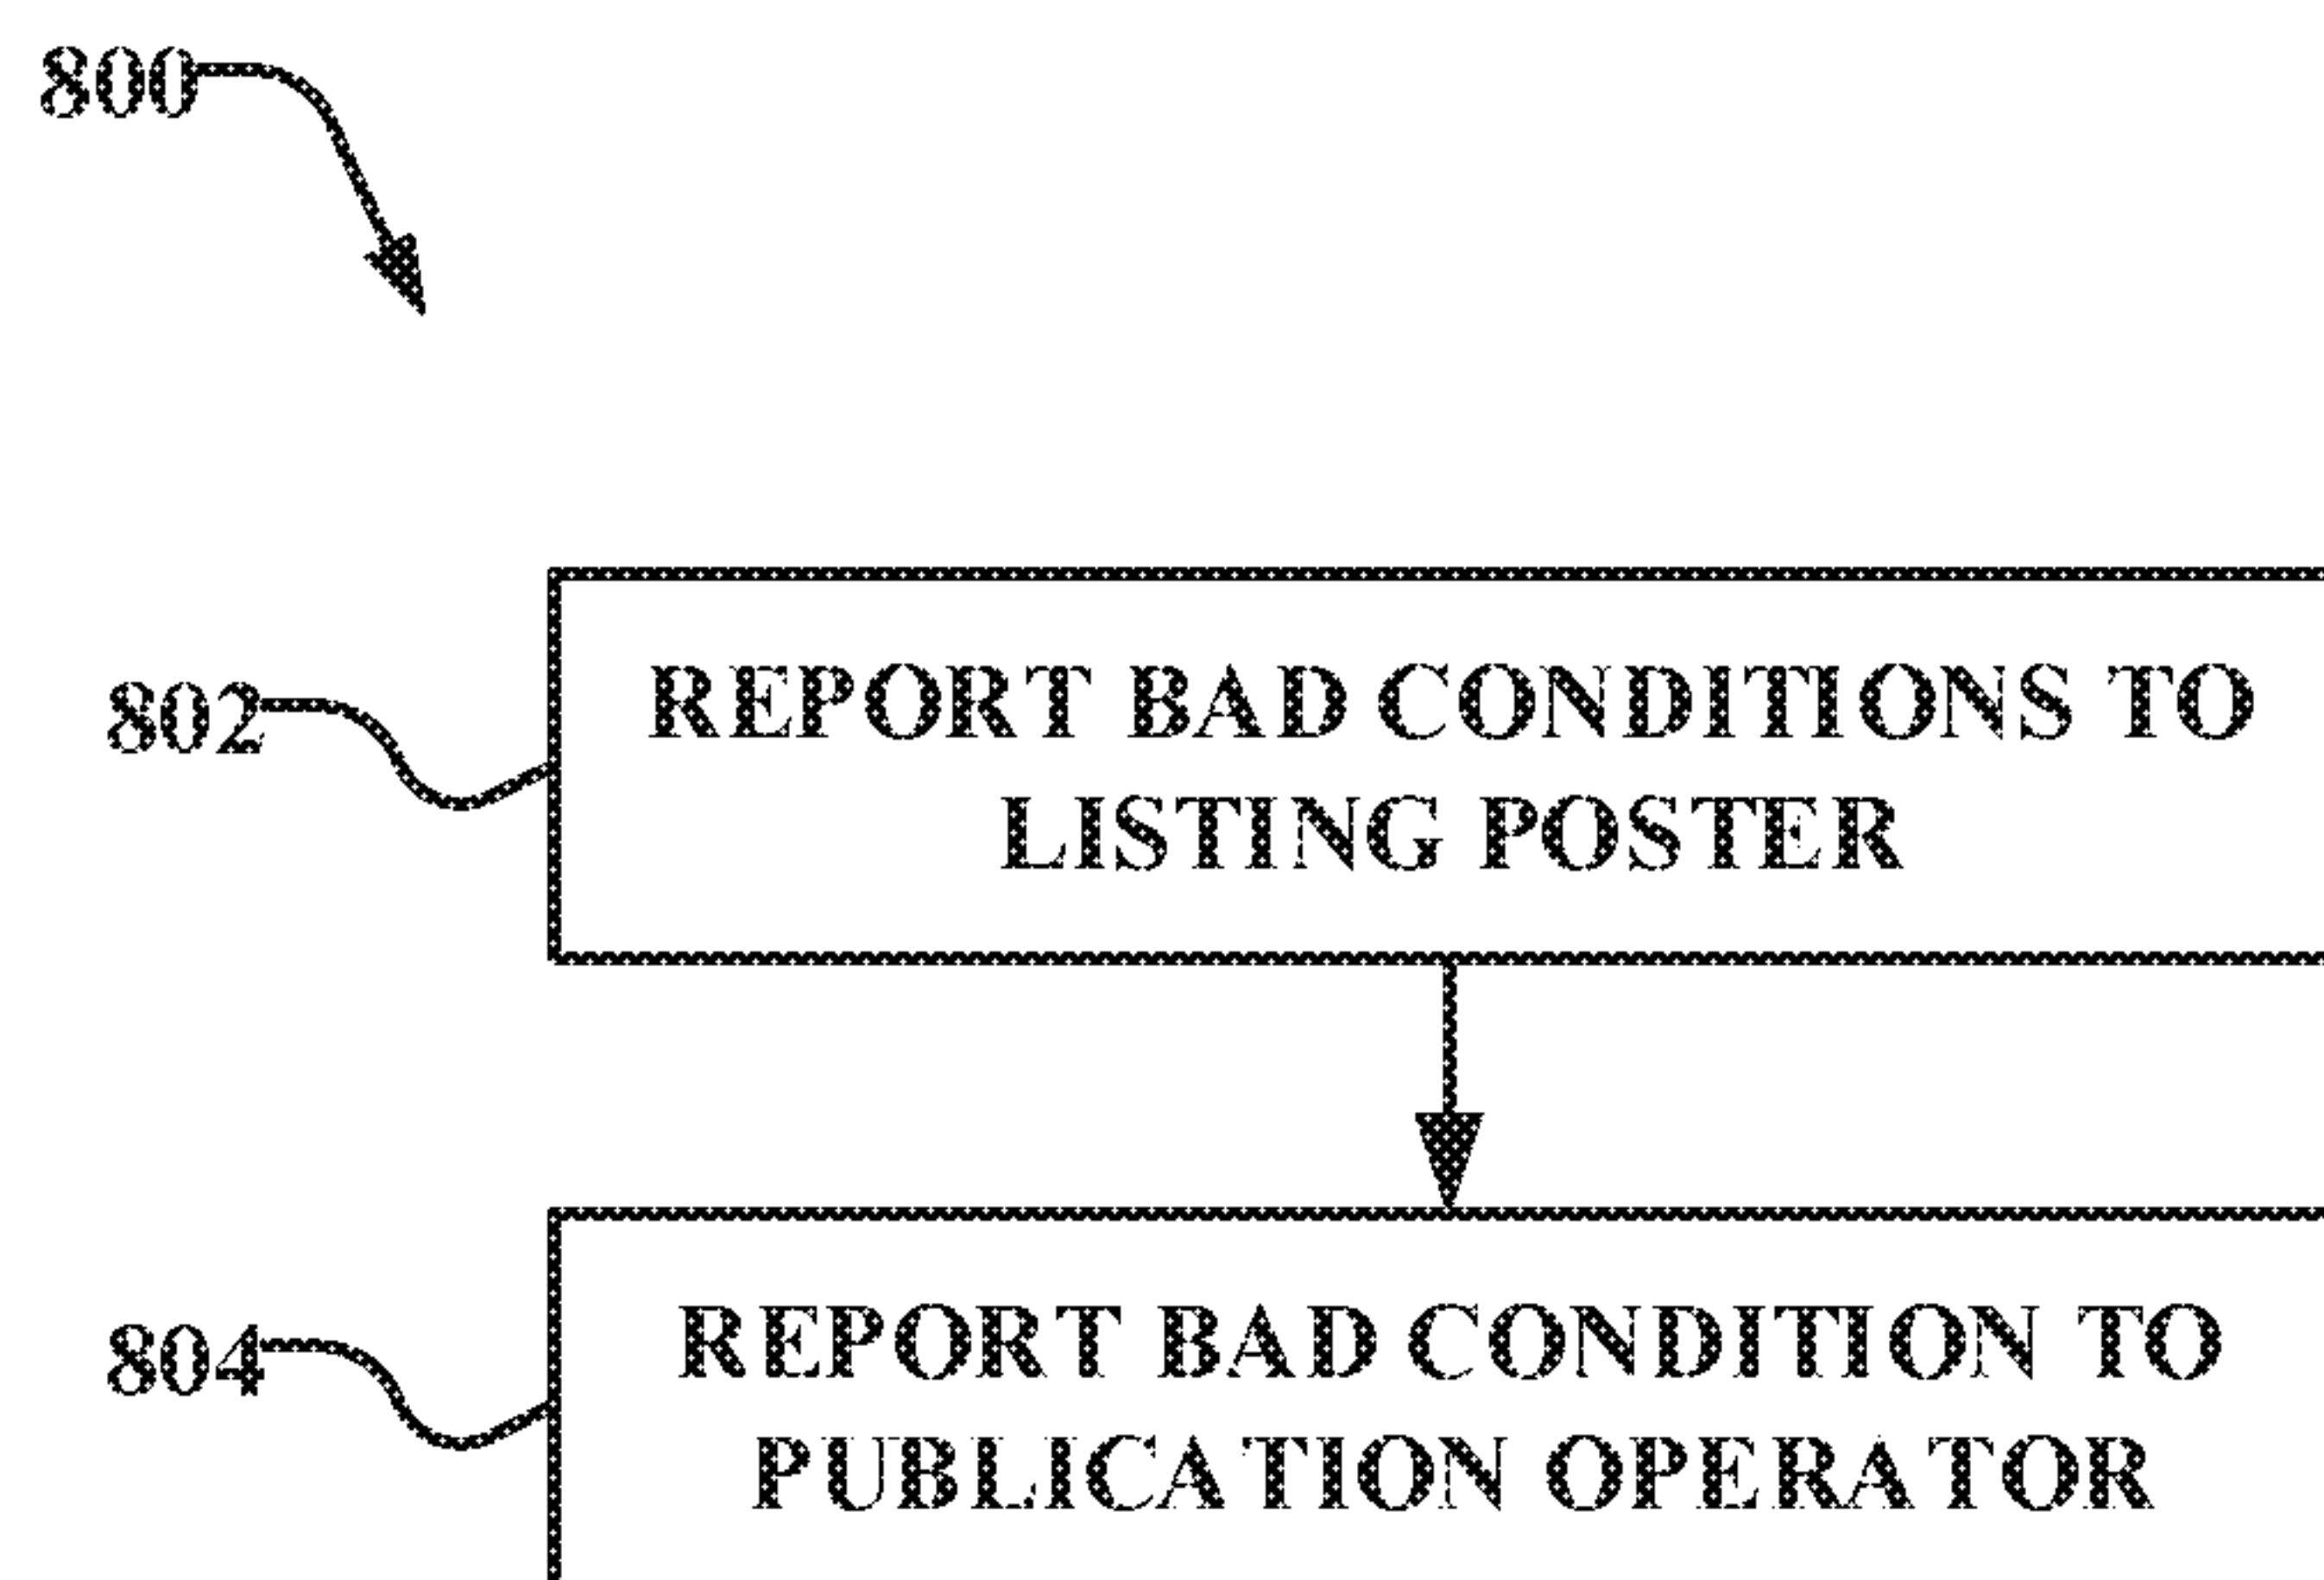 800
802
REPORT BAD CONDITIONS TO
LISTING POSTER
804
REPORT BAD CONDITION TO
PUBLICATION OPERATOR